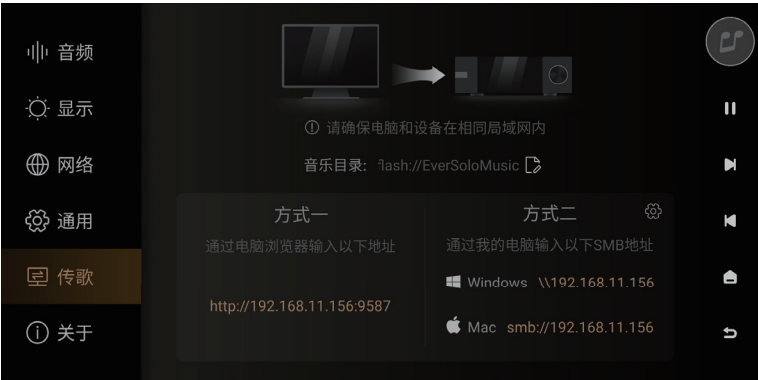 音频
显示
网络
通用
传歌
关于
请确保电脑和设备在相同局域网内
音乐目录: flash://EverSoloMusic
方式一
通过电脑浏览器输入以下地址
http://192.168.11.156:9587
方式二
通过我的电脑输入以下SMB地址
Windows \\192.168.11.156
Mac smb://192.168.11.156